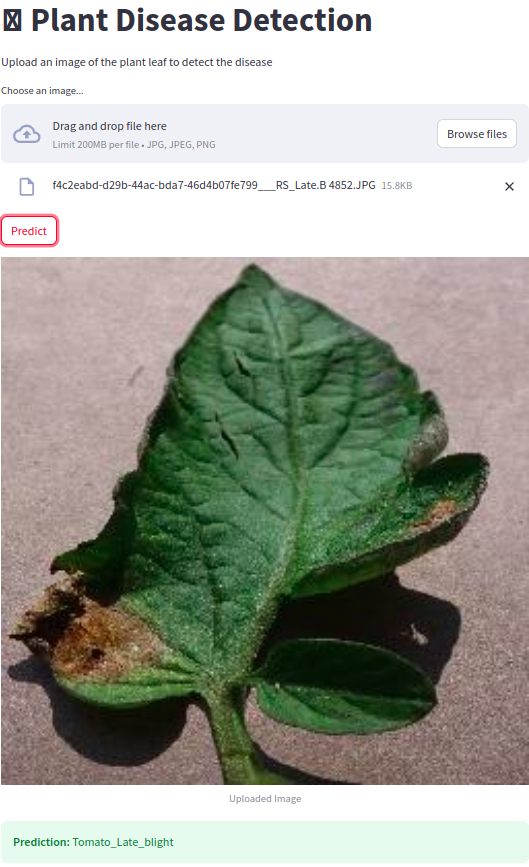 Plant Disease Detection
Upload an image of the plant leaf to detect the disease
Choose an image...
Drag and drop file here
Limit 200MB per file • JPG, JPEG, PNG
Browse files
f4c2eabd-d29b-44ac-bda7-46d4b07fe799___RS_Late.B 4852.JPG 15.8KB
Predict
Uploaded Image
Prediction: Tomato_Late_blight